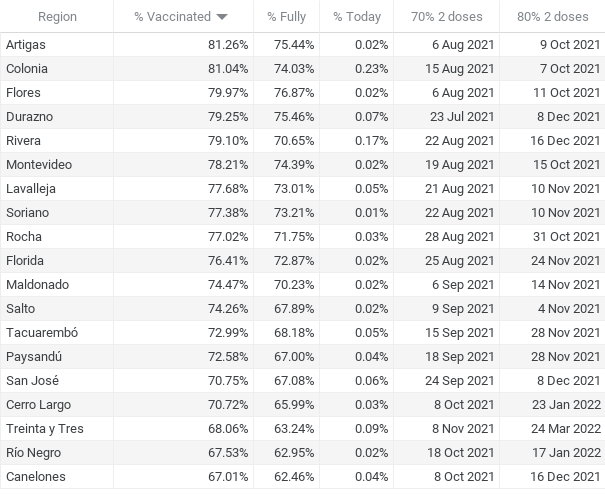 Region % Vaccinated % Fully % Today 70% 2 doses 80% 2 doses
Artigas 81.26% 75.44% 0.02% 6 Aug 2021 9 Oct 2021
Colonia 81.04% 74.03% 0.23% 15 Aug 2021 7 Oct 2021
Flores 79.97% 76.87% 0.02% 6 Aug 2021 11 Oct 2021
Durazno 79.25% 75.46% 0.07% 23 Jul 2021 8 Dec 2021
Rivera 79.10% 70.65% 0.17% 22 Aug 2021 16 Dec 2021
Montevideo 78.21% 74.39% 0.02% 19 Aug 2021 15 Oct 2021
Lavalleja 77.68% 73.01% 0.05% 21 Aug 2021 10 Nov 2021
Soriano 77.38% 73.21% 0.01% 22 Aug 2021 10 Nov 2021
Rocha 77.02% 71.75% 0.03% 28 Aug 2021 31 Oct 2021
Florida 76.41% 72.87% 0.02% 25 Aug 2021 24 Nov 2021
Maldonado 74.47% 70.23% 0.02% 6 Sep 2021 14 Nov 2021
Salto 74.26% 67.89% 0.02% 9 Sep 2021 4 Nov 2021
Tacuarembó 72.99% 68.18% 0.05% 15 Sep 2021 28 Nov 2021
Paysandú 72.58% 67.00% 0.04% 18 Sep 2021 28 Nov 2021
San José 70.75% 67.08% 0.06% 24 Sep 2021 8 Dec 2021
Cerro Largo 70.72% 65.99% 0.03% 8 Oct 2021 23 Jan 2022
Treinta y Tres 68.06% 63.24% 0.09% 8 Nov 2021 24 Mar 2022
Río Negro 67.53% 62.95% 0.02% 18 Oct 2021 17 Jan 2022
Canelones 67.01% 62.46% 0.04% 8 Oct 2021 16 Dec 2021